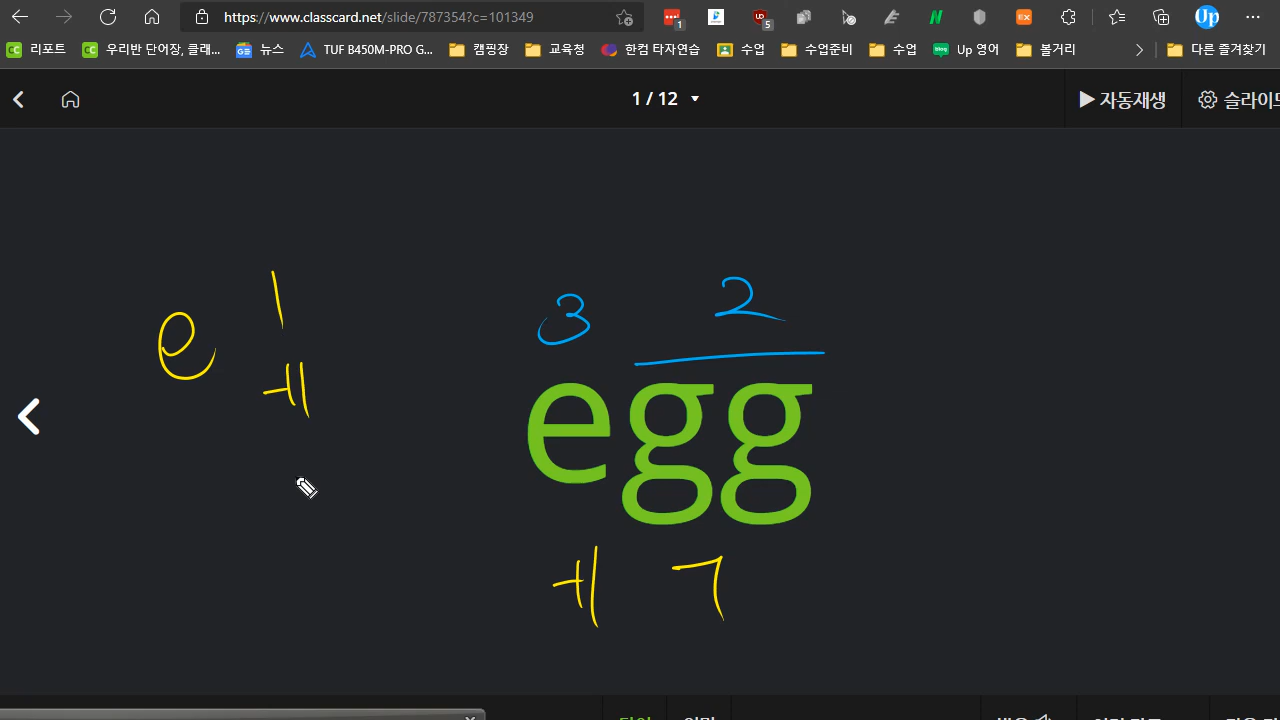 https://www.classcard.net/slide/787354?c=101349
리포트 우리반 단어장, 클래... 뉴스 TUF B450M-PRO G... 캠핑장 교육청 한컴 타자연습 수업 수업준비 수업 Up 영어 볼거리 다른 즐겨찾기
1 / 12 자동재생 슬라이드
3 2
e ㅣ
ㅔ
egg
ㅔ ㄱ